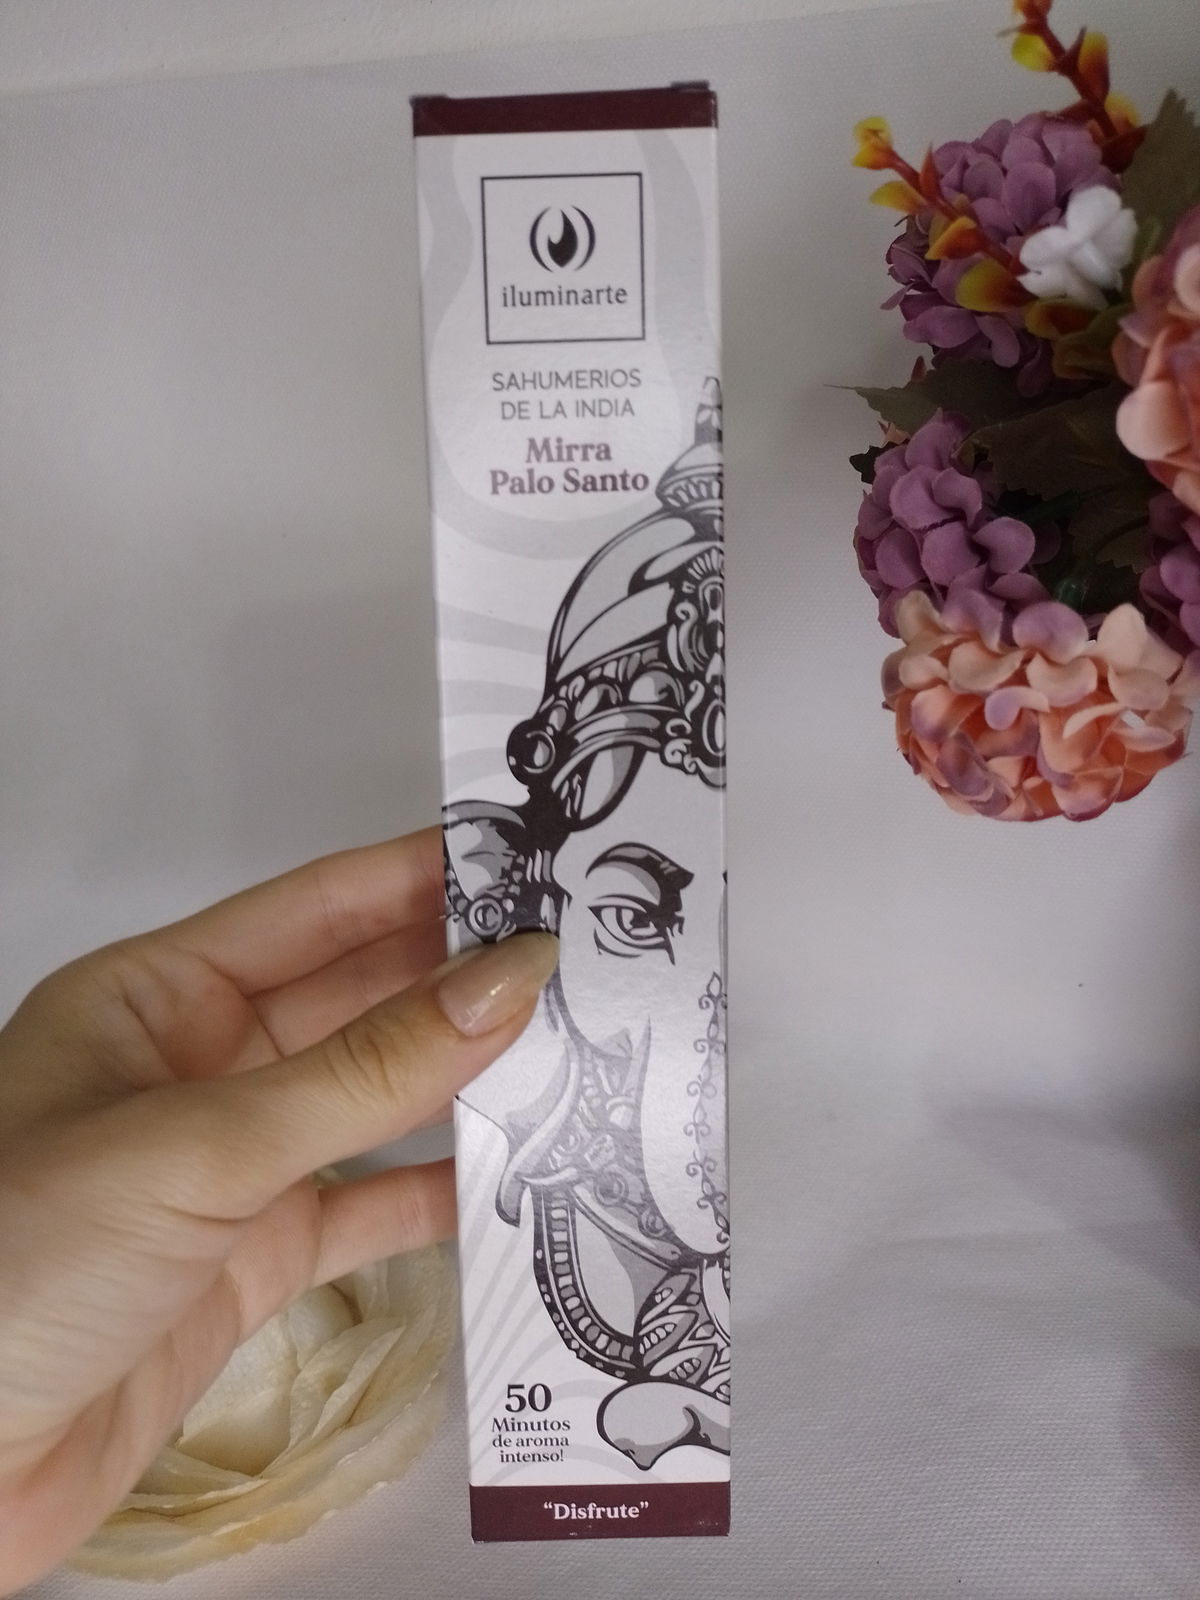 iluminarte
SAHUMERIOS
DE LA INDIA
Mirra
Palo Santo
50
Minutos
de aroma
intenso!
"Disfrute"